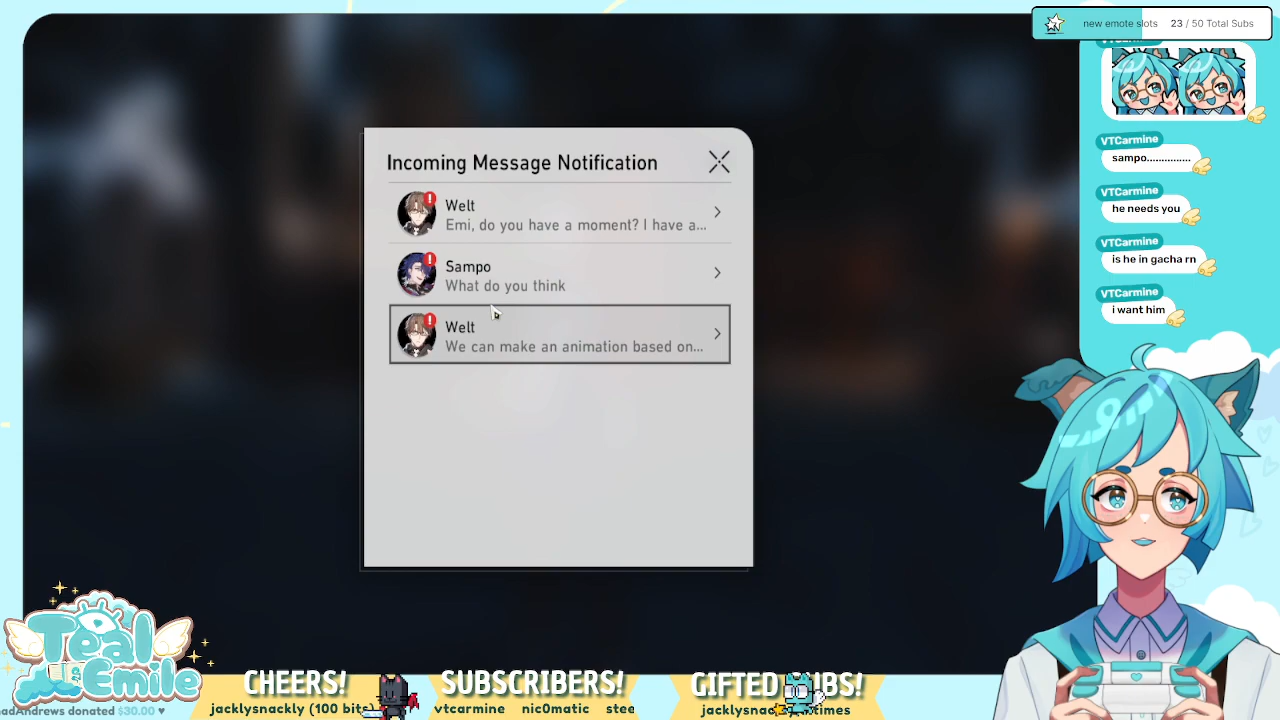 new emote slots 23 / 50 Total Subs
Incoming Message Notification
Welt
Emi, do you have a moment? I have a...
Sampo
What do you think
Welt
We can make an animation based on...
VTCarmine
sampo...............
VTCarmine
he needs you
VTCarmine
is he in gacha rn
VTCarmine
i want him
Teal
Emile
CHEERS!
SUBSCRIBERS!
GIFTED
donated $30.00 ♥
jacklysnackly (100 bits
vtcarmine nic0matic stee